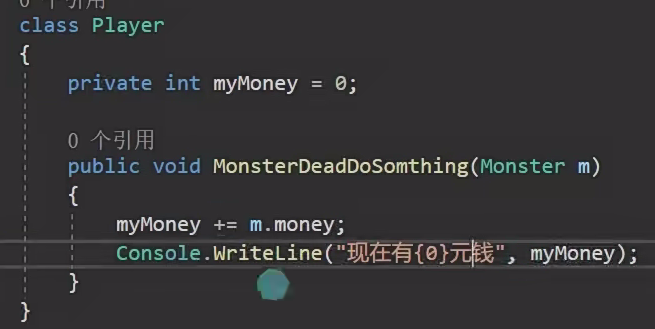 0 个引用
class Player
{
private int myMoney = 0;
0 个引用
public void MonsterDeadDoSomthing(Monster m)
{
myMoney += m.money;
Console.WriteLine("现在有{0}元钱", myMoney);
}
}